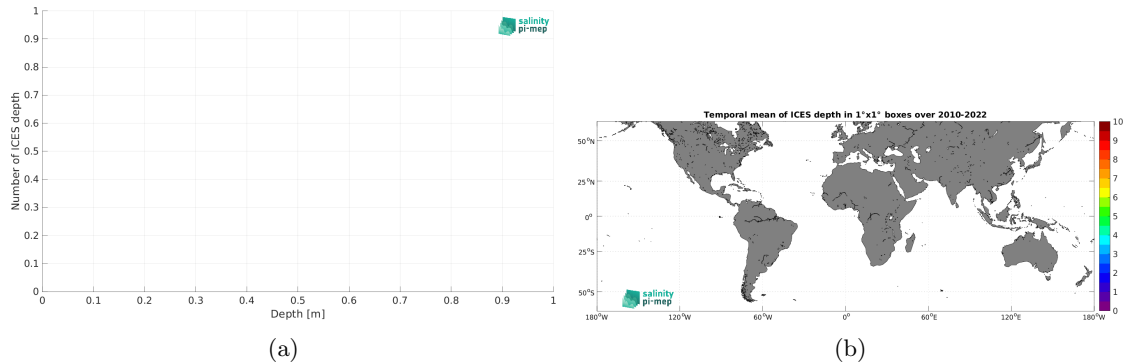 1
0.9
0.8
0.7
0.6
0.5
0.4
0.3
0.2
0.1
0
Number of ICES depth
salinity
pi-mep
0 0.1 0.2 0.3 0.4 0.5 0.6 0.7 0.8 0.9 1
Depth [m]
(a)
Temporal mean of ICES depth in 1°x1° boxes over 2010-2022
50°N
25°N
0°
25°S
50°S
salinity
pi-mep
180°W 120°W 60°W 0° 60°E 120°E 180°E
10
9
8
7
6
5
4
3
2
1
0
(b)